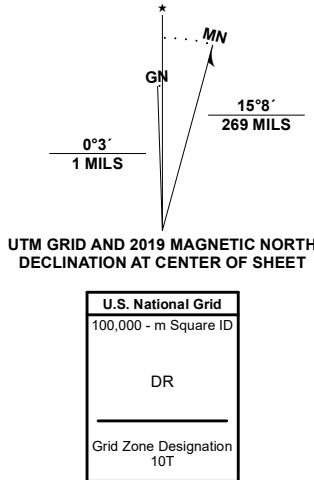 ★
MN
GN
15°8´
269 MILS
0°3´
1 MILS
UTM GRID AND 2019 MAGNETIC NORTH
DECLINATION AT CENTER OF SHEET
U.S. National Grid
100,000 - m Square ID
DR
Grid Zone Designation
10T